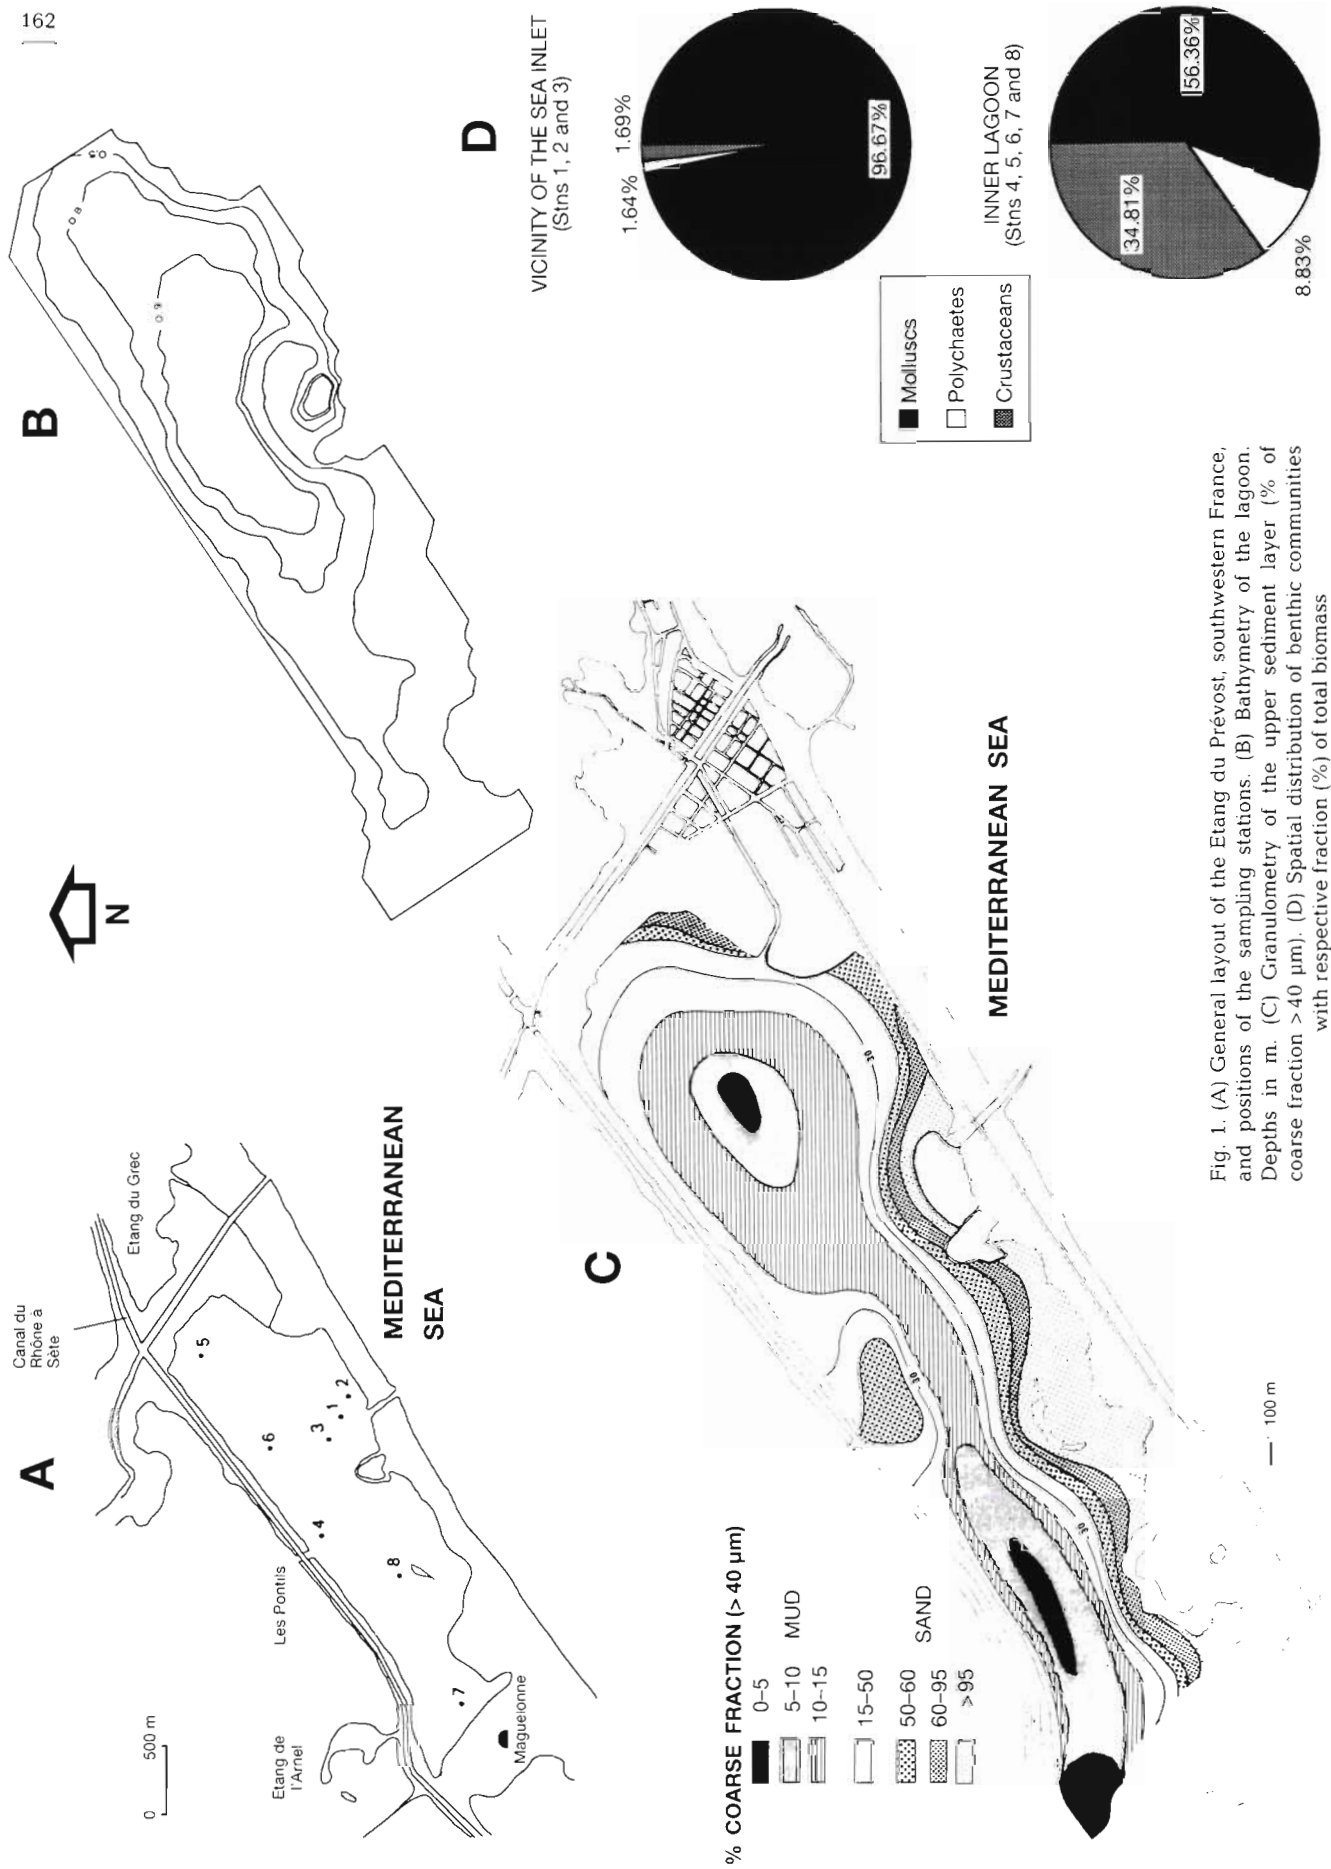 162
A
Canal du
Rhône à
Sète
Etang du Grec
5
6
3
1
2
4
8
7
Les Pontils
Etang de
l'Arnel
Maguelonne
0
500 m
MEDITERRANEAN
SEA
N
B
0.8
0.9
C
% COARSE FRACTION (> 40 µm)
0–5
5–10
10–15
MUD
15–50
50–60
60–95
SAND
> 95
30
30
30
100 m
MEDITERRANEAN SEA
D
VICINITY OF THE SEA INLET
(Stns 1, 2 and 3)
1.64%
1.69%
96.67%
Molluscs
Polychaetes
Crustaceans
INNER LAGOON
(Stns 4, 5, 6, 7 and 8)
34.81%
56.36%
8.83%
Fig. 1. (A) General layout of the Etang du Prévost, southwestern France,
and positions of the sampling stations. (B) Bathymetry of the lagoon.
Depths in m. (C) Granulometry of the upper sediment layer (% of
coarse fraction > 40 µm). (D) Spatial distribution of benthic communities
with respective fraction (%) of total biomass